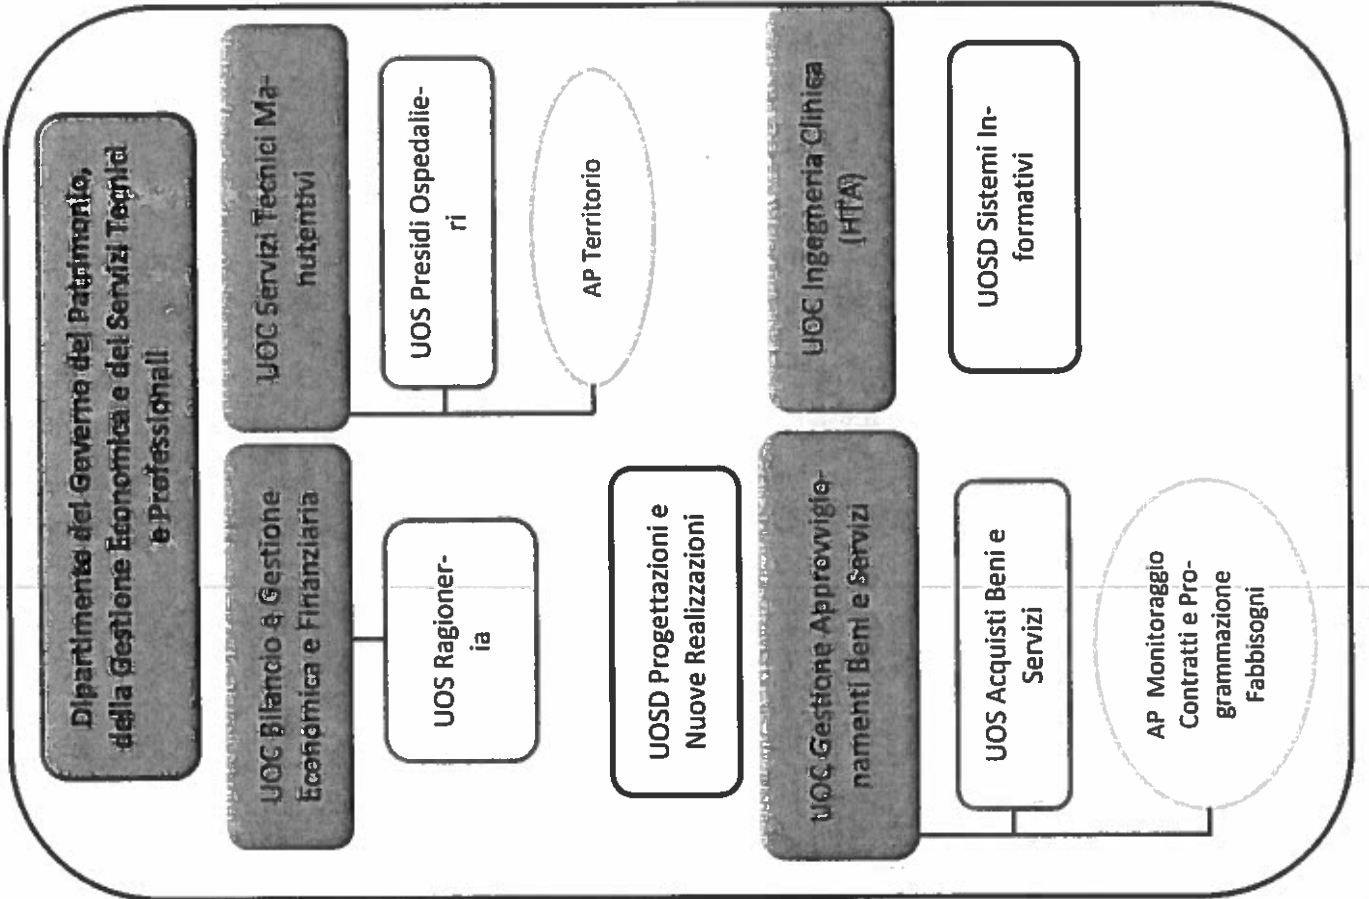 Dipartimento del Governo del Patrimonio,
della Gestione Economica e dei Servizi Tecnici
e Professionali
UOC Bilancio e Gestione
Economica e Finanziaria
UOS Ragioner-
ia
UOC Servizi Tecnici Ma-
nutentivi
UOS Presidi Ospedalie-
ri
AP Territorio
UOSD Progettazioni e
Nuove Realizzazioni
UOC Gestione Approvvigio-
namenti Beni e Servizi
UOS Acquisti Beni e
Servizi
AP Monitoraggio
Contratti e Pro-
grammazione
Fabbisogni
UOC Ingegneria Clinica
(HTA)
UOSD Sistemi In-
formativi